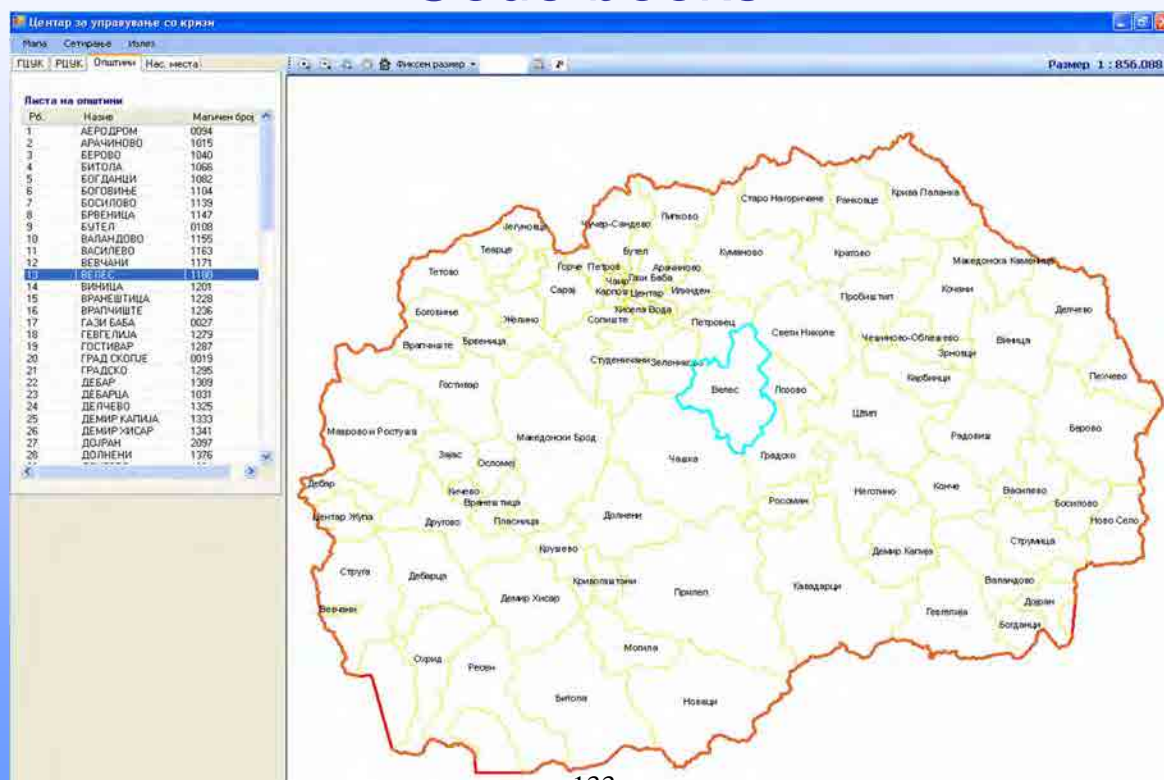 Центар за управување со кризи
Мапа Сетирање Излез
ГЦУК РЦУК Општини Нас. места
Фиксен размер
Размер 1 : 856.088
Листа на општини
Рб. Назив Матичен број
1 АЕРОДРОМ 0094
2 АРАЧИНОВО 1015
3 БЕРОВО 1040
4 БИТОЛА 1066
5 БОГДАНЦИ 1082
6 БОГОВИЊЕ 1104
7 БОСИЛОВО 1139
8 БРВЕНИЦА 1147
9 БУТЕЛ 0108
10 ВАЛАНДОВО 1155
11 ВАСИЛЕВО 1163
12 ВЕВЧАНИ 1171
13 ВЕЛЕС 1180
14 ВИНИЦА 1201
15 ВРАНЕШТИЦА 1228
16 ВРАПЧИШТЕ 1236
17 ГАЗИ БАБА 0027
18 ГЕВГЕЛИЈА 1279
19 ГОСТИВАР 1287
20 ГРАД СКОПЈЕ 0019
21 ГРАДСКО 1295
22 ДЕБАР 1309
23 ДЕБАРЦА 1031
24 ДЕЛЧЕВО 1325
25 ДЕМИР КАПИЈА 1333
26 ДЕМИР ХИСАР 1341
27 ДОЈРАН 2097
28 ДОЛНЕНИ 1376
Крива Паланка
Старо Нагоричане Ранковце
Липково
Јегуновце Чучер-Сандево
Теарце Бутел Куманово Кратово
Македонска Каменица
Тетово Ѓорче Петров Арачиново
Чаир Гази Баба
Сарај Карпош Центар Илинден Пробиштип Кочани
Боговиње Желино Кисела Вода Делчево
Сопиште Петровец
Свети Николе Чешиново-Облешево Виница
Врапчиште Брвеница Зрновци
Студеничани Зелениково
Гостивар Велес Лозово Карбинци Пехчево
Штип
Маврово и Ростуша Македонски Брод Радовиш Берово
Зајас Осломеј Чашка Градско
Дебар Кичево Росоман Неготино Конче Василево Босилово
Вранештица
Центар Жупа Другово Пласница Долнени Ново Село
Струмица
Крушево Демир Капија
Струга Дебарца Кривогаштани Прилеп Кавадарци Валандово
Демир Хисар Дојран
Вевчани Гевгелија Богданци
Могила
Охрид Ресен
Битола Новаци
133